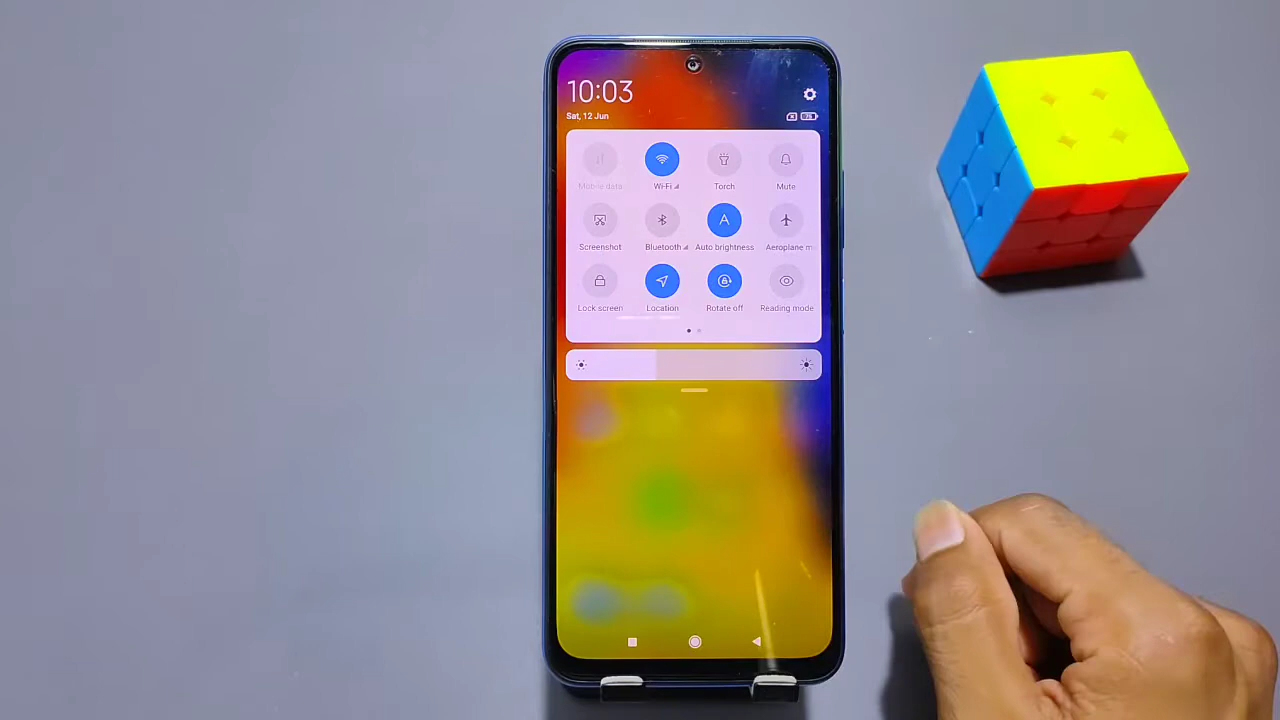 10:03
Sat, 12 Jun
75
Mobile data Wi-Fi Torch Mute
Screenshot Bluetooth Auto brightness Aeroplane m
Lock screen Location Rotate off Reading mode